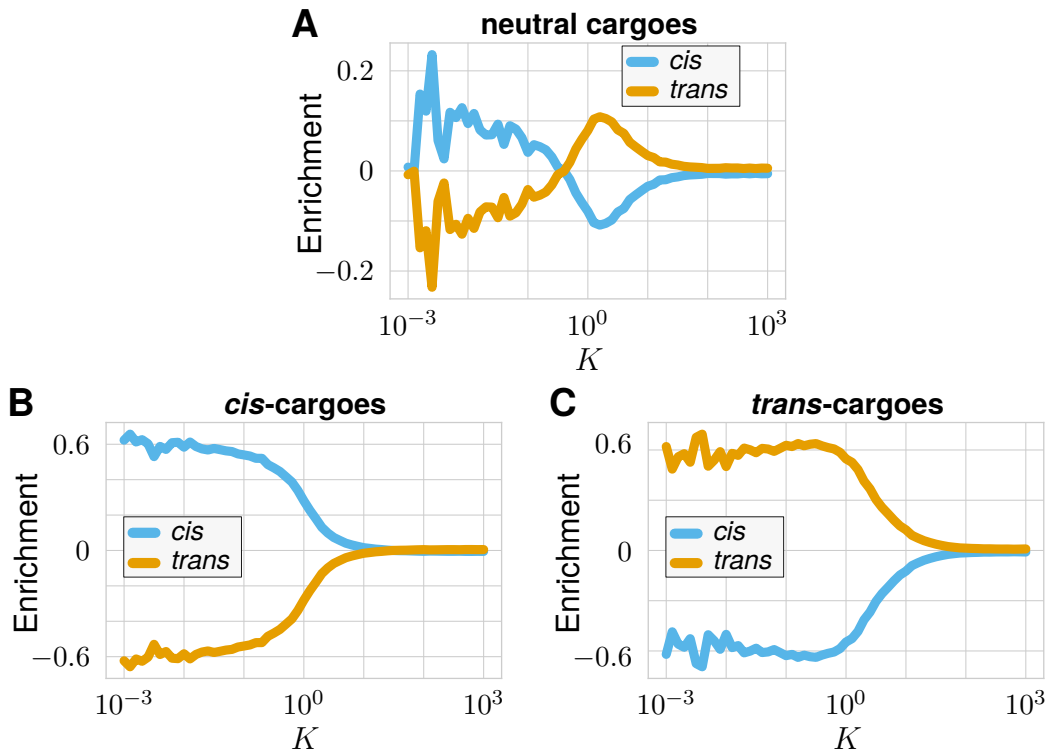 A
neutral cargoes
Enrichment
0.2
0
−0.2
cis
trans
10⁻³
10⁰
10³
K
B
cis-cargoes
Enrichment
0.6
0
−0.6
cis
trans
10⁻³
10⁰
10³
K
C
trans-cargoes
Enrichment
0.6
0
−0.6
cis
trans
10⁻³
10⁰
10³
K